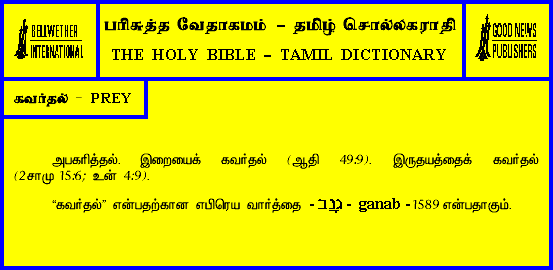 BELLWETHER INTERNATIONAL
பரிசுத்த வேதாகமம் – தமிழ் சொல்லகராதி
THE HOLY BIBLE – TAMIL DICTIONARY
GOOD NEWS PUBLISHERS
கவர்தல் – PREY
அபகரித்தல். இறையைக் கவர்தல் (ஆதி 49:9). இருதயத்தைக் கவர்தல்
(2சாமு 15:6; உன் 4:9).
“கவர்தல்” என்பதற்கான எபிரெய வார்த்தை - - ganab -1589 என்பதாகும்.